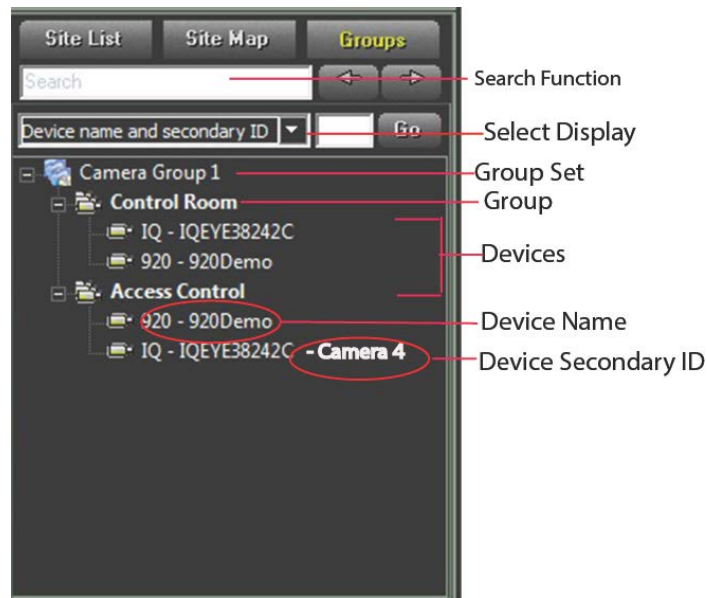 Site List Site Map Groups
Search
Search Function
Device name and secondary ID Go
Select Display
Camera Group 1
Group Set
Control Room
Group
IQ - IQEYE38242C
Devices
920 - 920Demo
Access Control
920 - 920Demo
Device Name
IQ - IQEYE38242C - Camera 4
Device Secondary ID